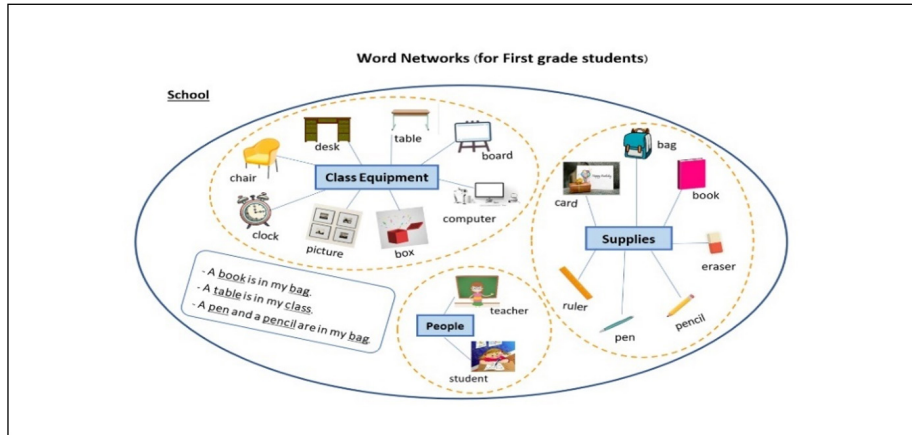 Word Networks (for First grade students)
School
desk
table
board
chair
Class Equipment
computer
clock
picture
box
bag
card
book
Supplies
eraser
ruler
pen
pencil
- A book is in my bag.
- A table is in my class.
- A pen and a pencil are in my bag.
teacher
People
student